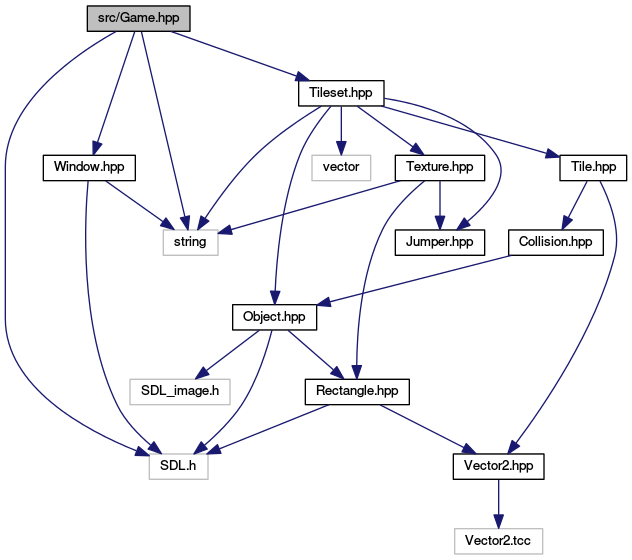 src/Game.hpp
Tileset.hpp
Window.hpp
vector
Texture.hpp
Tile.hpp
string
Jumper.hpp
Collision.hpp
Object.hpp
SDL_image.h
Rectangle.hpp
SDL.h
Vector2.hpp
Vector2.tcc